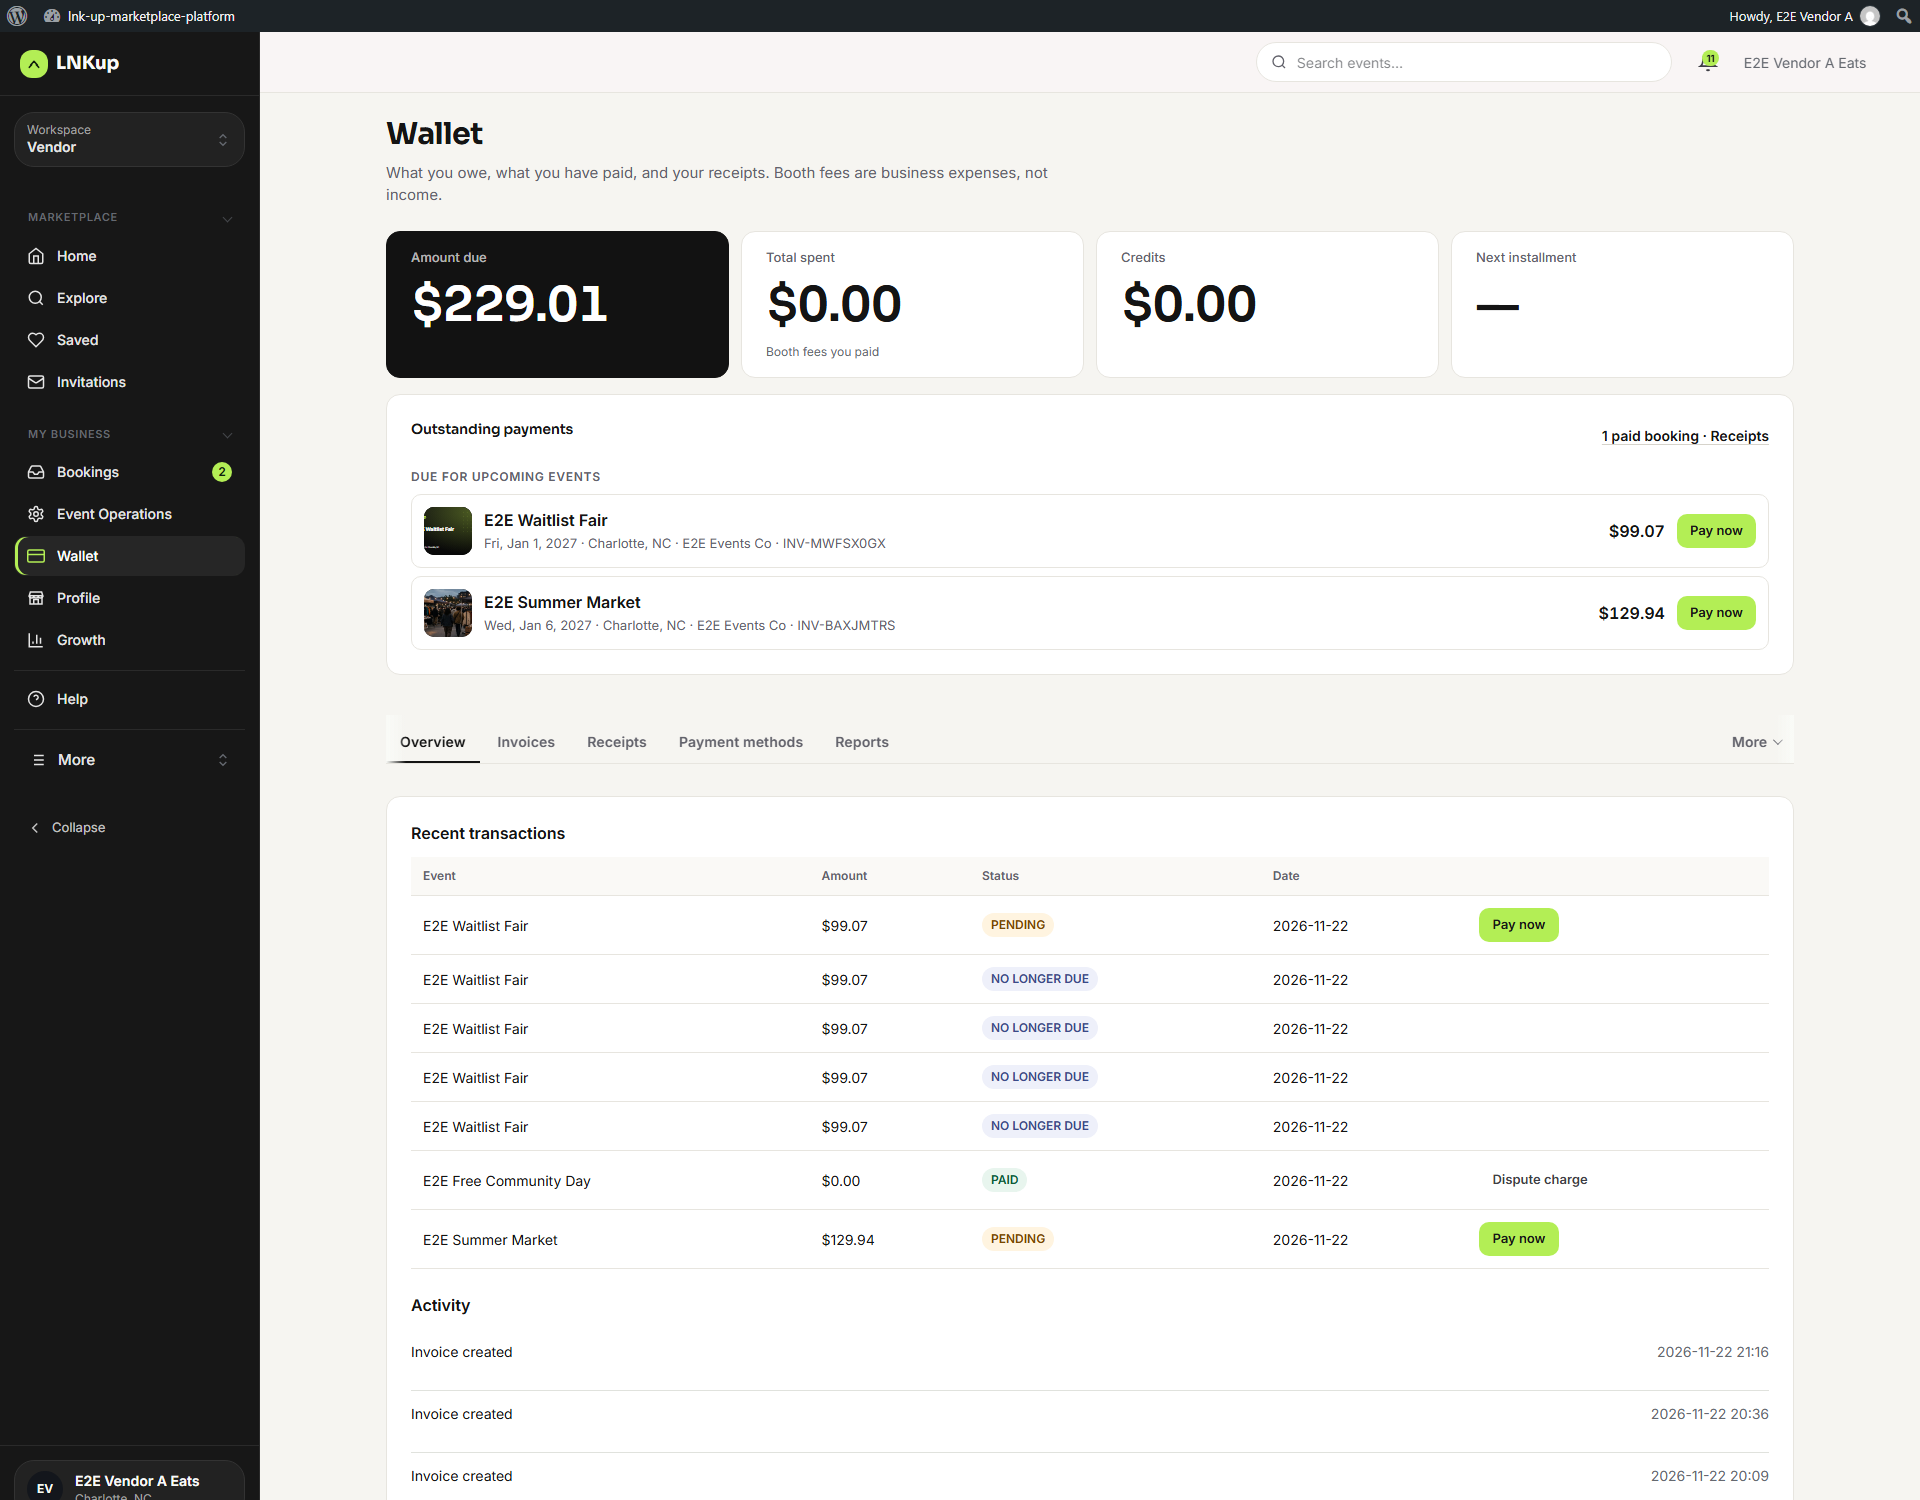 lnk-up-marketplace-platform
Howdy, E2E Vendor A
LNKup
Search events...
11
E2E Vendor A Eats
Workspace
Vendor
MARKETPLACE
Home
Explore
Saved
Invitations
MY BUSINESS
Bookings
2
Event Operations
Wallet
Profile
Growth
Help
More
Collapse
EV
E2E Vendor A Eats
Charlotte, NC
Wallet
What you owe, what you have paid, and your receipts. Booth fees are business expenses, not
income.
Amount due
$229.01
Total spent
$0.00
Booth fees you paid
Credits
$0.00
Next installment
—
Outstanding payments
1 paid booking · Receipts
DUE FOR UPCOMING EVENTS
E2E Waitlist Fair
Fri, Jan 1, 2027 · Charlotte, NC · E2E Events Co · INV-MWFSX0GX
$99.07
Pay now
E2E Summer Market
Wed, Jan 6, 2027 · Charlotte, NC · E2E Events Co · INV-BAXJMTRS
$129.94
Pay now
Overview Invoices Receipts Payment methods Reports More
Recent transactions
Event Amount Status Date
E2E Waitlist Fair $99.07 PENDING 2026-11-22 Pay now
E2E Waitlist Fair $99.07 NO LONGER DUE 2026-11-22
E2E Waitlist Fair $99.07 NO LONGER DUE 2026-11-22
E2E Waitlist Fair $99.07 NO LONGER DUE 2026-11-22
E2E Waitlist Fair $99.07 NO LONGER DUE 2026-11-22
E2E Free Community Day $0.00 PAID 2026-11-22 Dispute charge
E2E Summer Market $129.94 PENDING 2026-11-22 Pay now
Activity
Invoice created 2026-11-22 21:16
Invoice created 2026-11-22 20:36
Invoice created 2026-11-22 20:09